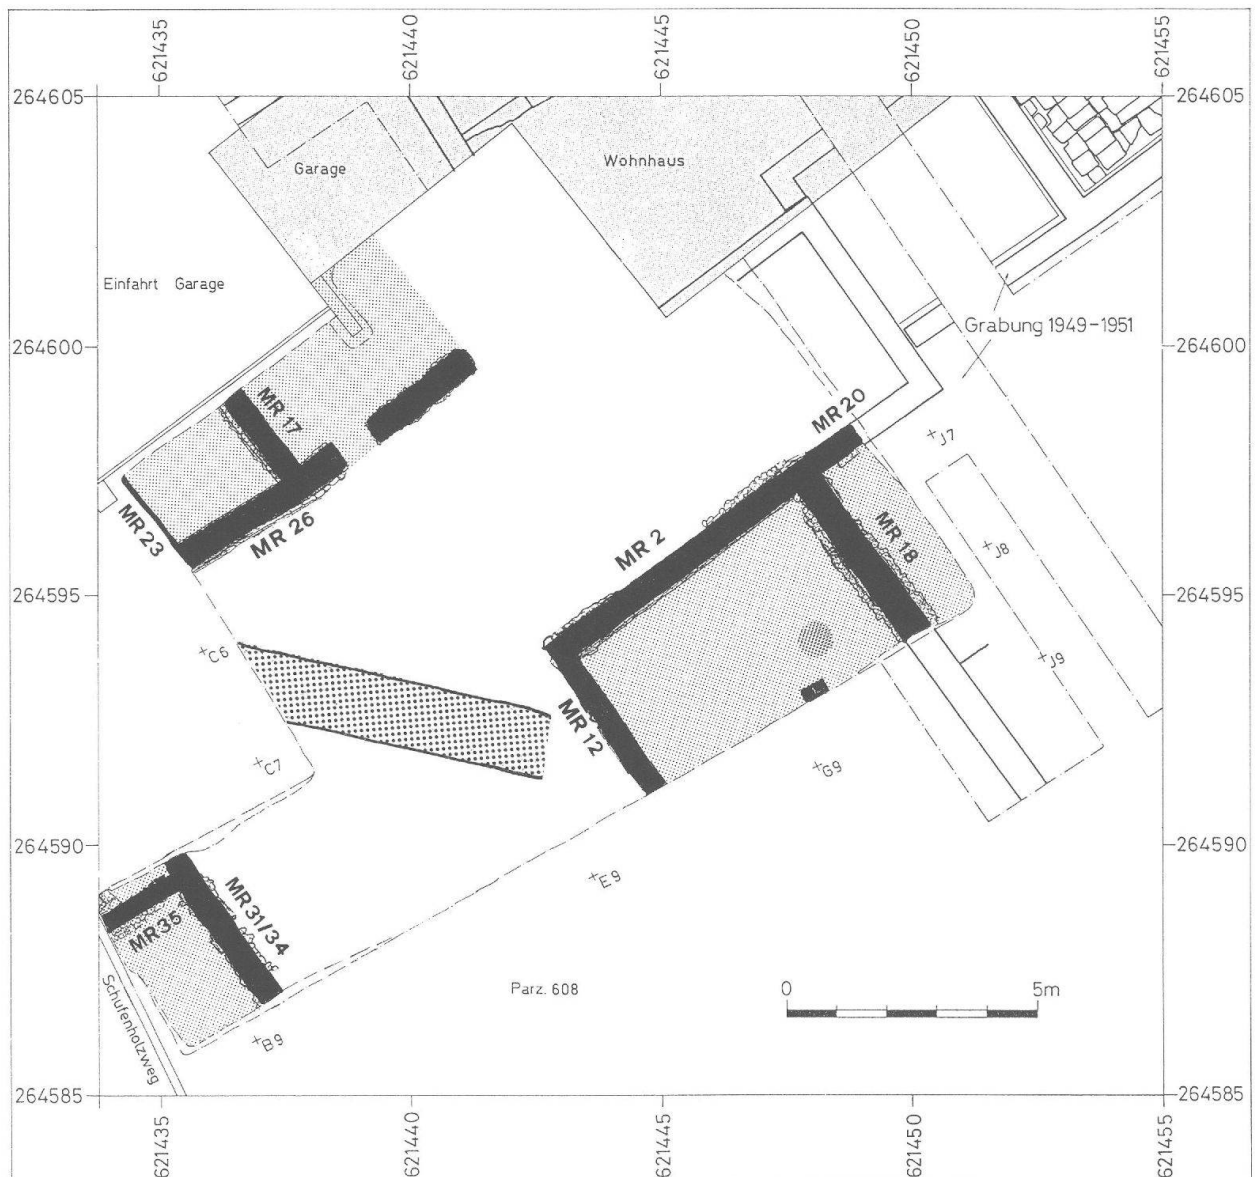 621435
621440
621445
621450
621455
264605
264605
Garage
Wohnhaus
Einfahrt Garage
Grabung 1949-1951
264600
264600
MR 17
MR 20
J7
MR 23
MR 26
MR 2
MR 18
J8
264595
264595
C6
J9
MR 12
C7
G9
264590
264590
MR 35
MR 31/34
E9
Schufenholzweg
Parz. 608
0
5m
B9
264585
264585
621435
621440
621445
621450
621455